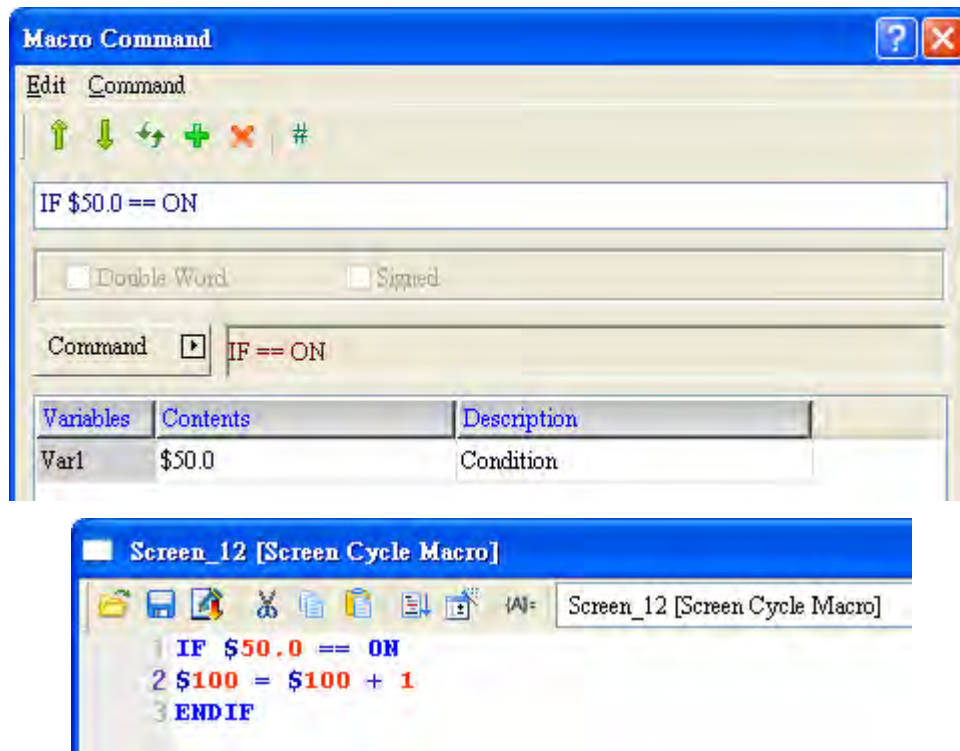 Macro Command
Edit Command
#
IF $50.0 == ON
Double Word Signed
Command IF == ON
Variables Contents Description
Var1 $50.0 Condition
Screen_12 [Screen Cycle Macro]
{A}= Screen_12 [Screen Cycle Macro]
1 IF $50.0 == ON
2 $100 = $100 + 1
3 ENDIF